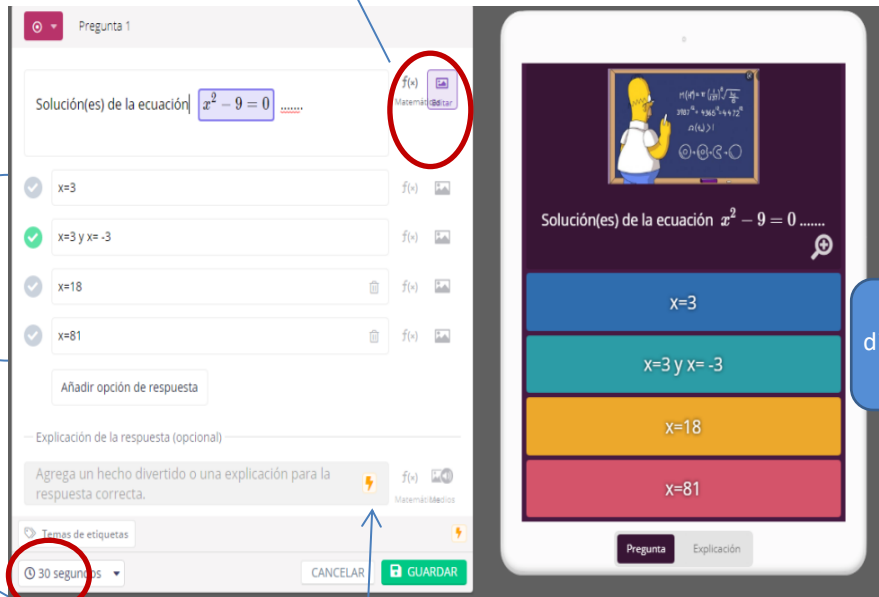 Pregunta 1
Solución(es) de la ecuación x² − 9 = 0 .......
f(x)
Editar
x=3
f(x)
x=3 y x= -3
f(x)
x=18
f(x)
x=81
f(x)
Añadir opción de respuesta
Explicación de la respuesta (opcional)
Agrega un hecho divertido o una explicación para la
respuesta correcta.
f(x)
Temas de etiquetas
30 segundos
CANCELAR
GUARDAR
Solución(es) de la ecuación x² − 9 = 0 .......
x=3
x=3 y x= -3
x=18
x=81
Pregunta
Explicación
d